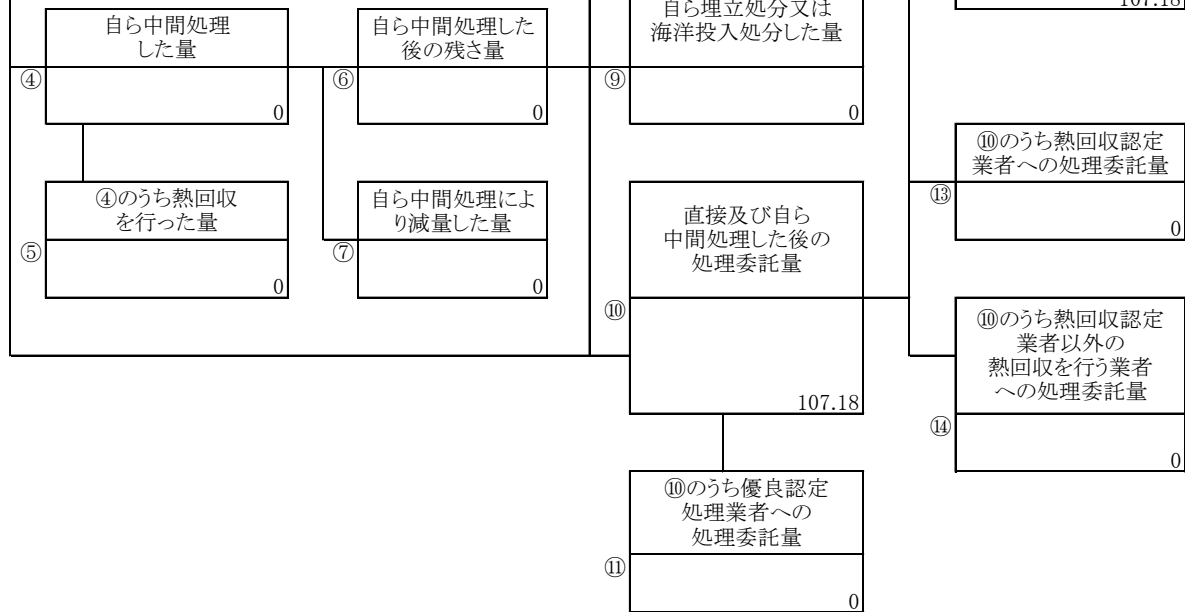 107.18
自ら中間処理
した量
④
0
自ら中間処理した
後の残さ量
⑥
0
自ら埋立処分又は
海洋投入処分した量
⑨
0
④のうち熱回収
を行った量
⑤
0
自ら中間処理によ
り減量した量
⑦
0
直接及び自ら
中間処理した後の
処理委託量
⑩
107.18
⑩のうち熱回収認定
業者への処理委託量
⑬
0
⑩のうち熱回収認定
業者以外の
熱回収を行う業者
への処理委託量
⑭
0
⑩のうち優良認定
処理業者への
処理委託量
⑪
0